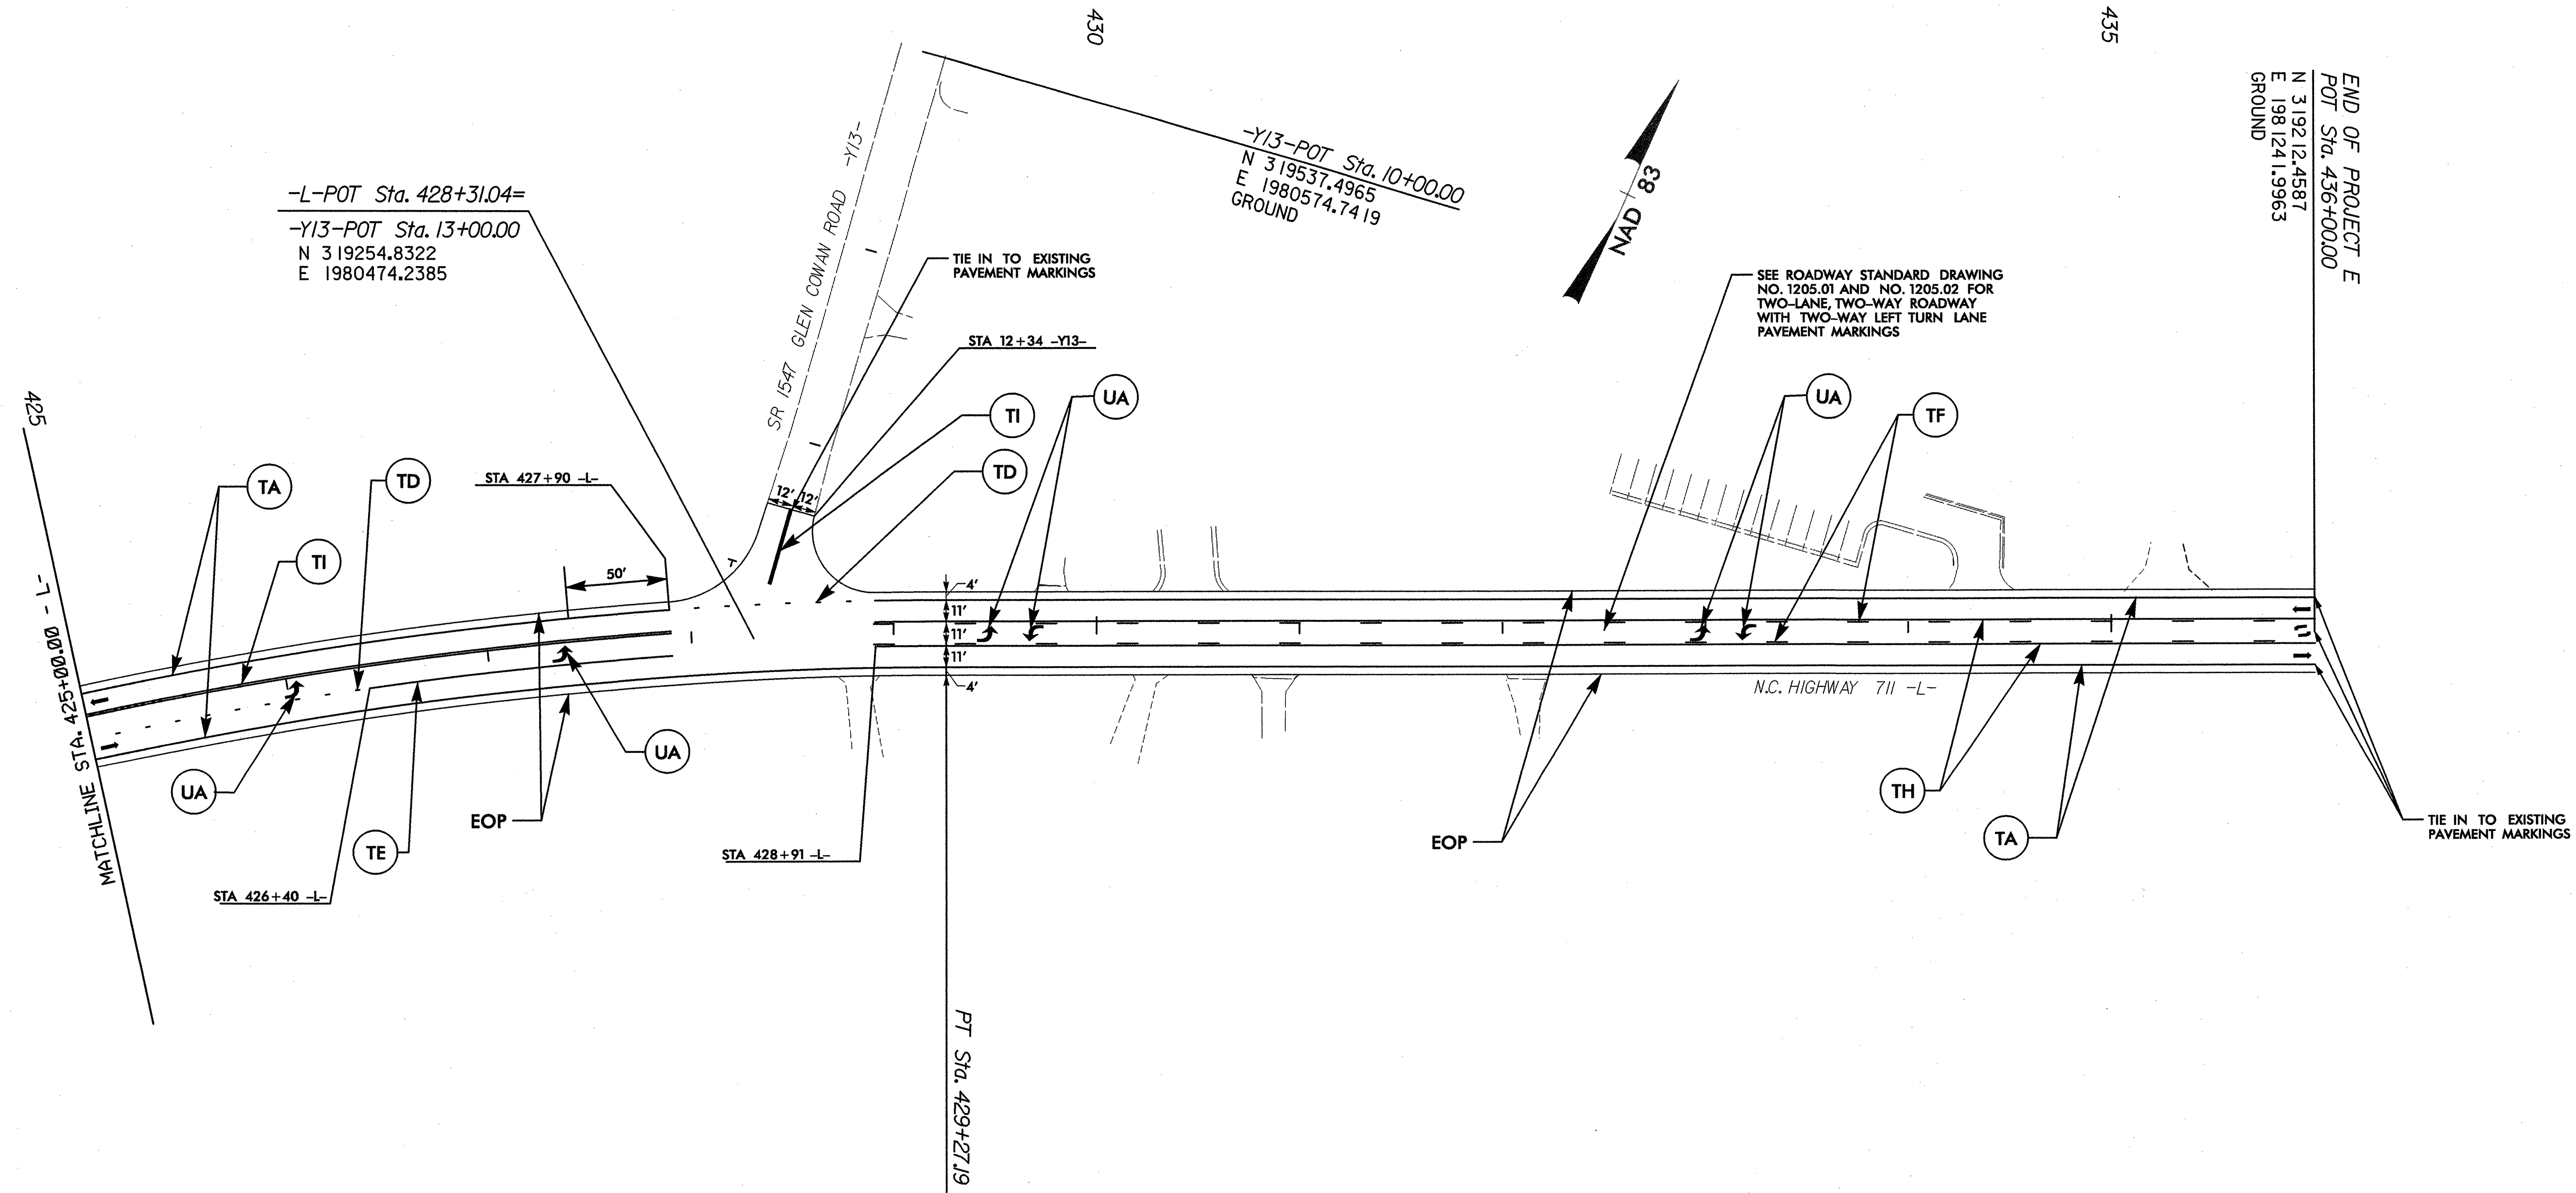 430
435
END OF PROJECT E
POT Sta. 436+00.00
N 319212.4587
E 1981241.9963
GROUND
-Y13-POT Sta. 10+00.00
N 319537.4965
E 1980574.7419
GROUND
NAD 83
-L-POT Sta. 428+31.04=
-Y13-POT Sta. 13+00.00
N 319254.8322
E 1980474.2385
SR 1547 GLEN COWAN ROAD -Y13-
TIE IN TO EXISTING
PAVEMENT MARKINGS
SEE ROADWAY STANDARD DRAWING
NO. 1205.01 AND NO. 1205.02 FOR
TWO-LANE, TWO-WAY ROADWAY
WITH TWO-WAY LEFT TURN LANE
PAVEMENT MARKINGS
STA 12+34 -Y13-
425
TI
UA
UA
TF
TA
TD
STA 427+90 -L-
TD
12' 12'
TI
50'
4'
11'
11'
11'
4'
MATCHLINE STA. 425+00.00 - L-
N.C. HIGHWAY 711 -L-
UA
UA
TH
EOP
TE
EOP
TA
TIE IN TO EXISTING
PAVEMENT MARKINGS
STA 428+91 -L-
STA 426+40 -L-
PT Sta. 429+27.19